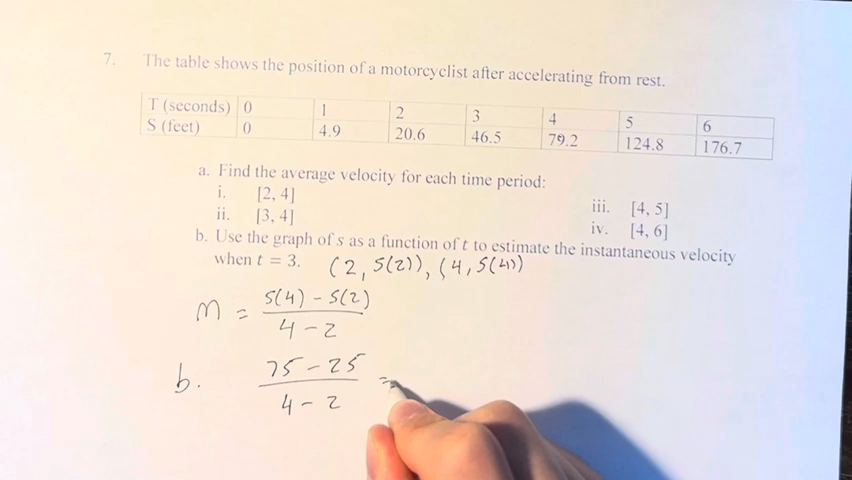 7. The table shows the position of a motorcyclist after accelerating from rest.
T (seconds) 0 1 2 3 4 5 6
S (feet) 0 4.9 20.6 46.5 79.2 124.8 176.7
a. Find the average velocity for each time period:
i. [2, 4] iii. [4, 5]
ii. [3, 4] iv. [4, 6]
b. Use the graph of s as a function of t to estimate the instantaneous velocity
when t = 3. (2, S(2)), (4, S(4))
m = \frac{S(4) - S(2)}{4 - 2}
b. \frac{75 - 25}{4 - 2} =